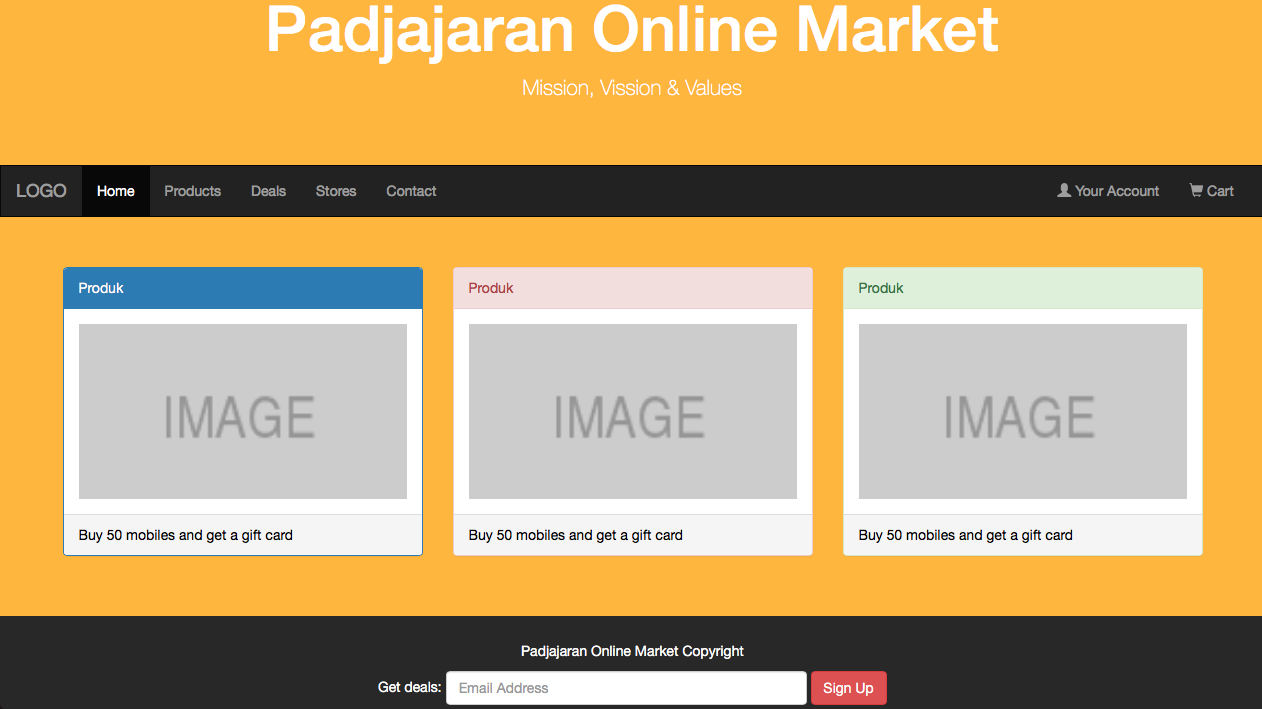 Padjajaran Online Market
Mission, Vission & Values
LOGO Home Products Deals Stores Contact Your Account Cart
Produk Produk Produk
IMAGE IMAGE IMAGE
Buy 50 mobiles and get a gift card Buy 50 mobiles and get a gift card Buy 50 mobiles and get a gift card
Padjajaran Online Market Copyright
Get deals: Email Address Sign Up